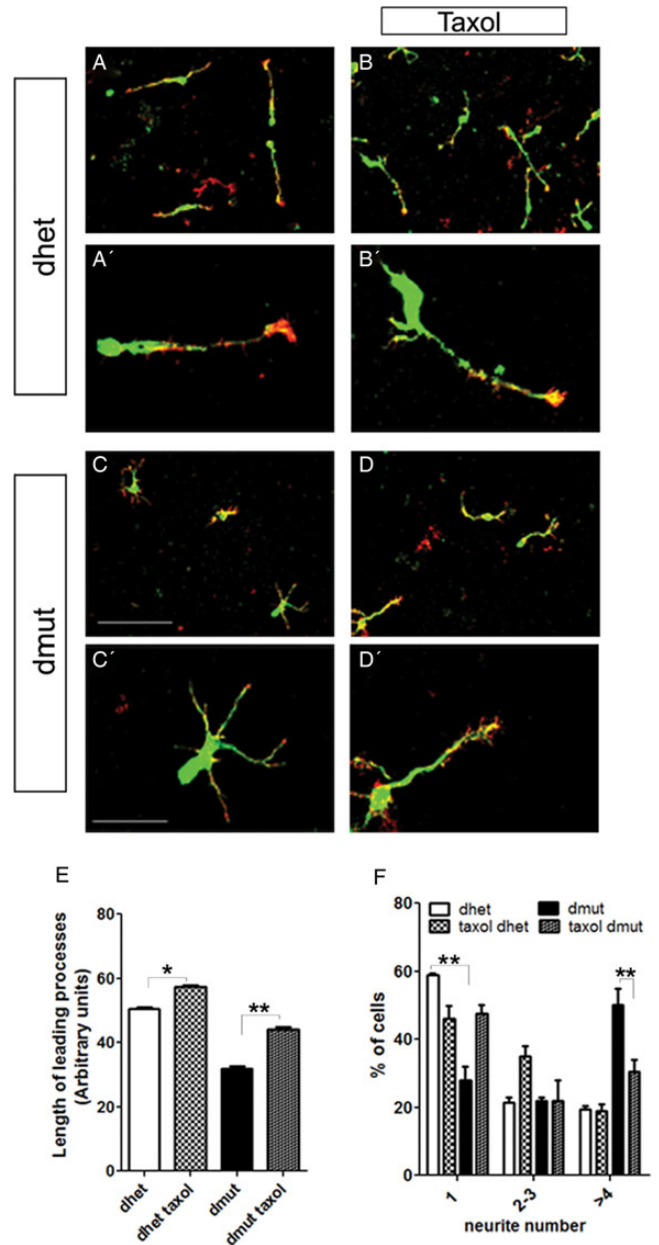 Taxol
dhet
A
B
A´
B´
dmut
C
D
C´
D´
E
Length of leading processes
(Arbitrary units)
80
60
40
20
0
*
**
dhet
dhet taxol
dmut
dmut taxol
F
% of cells
80
60
40
20
0
dhet
dmut
taxol dhet
taxol dmut
**
**
1
2-3
>4
neurite number